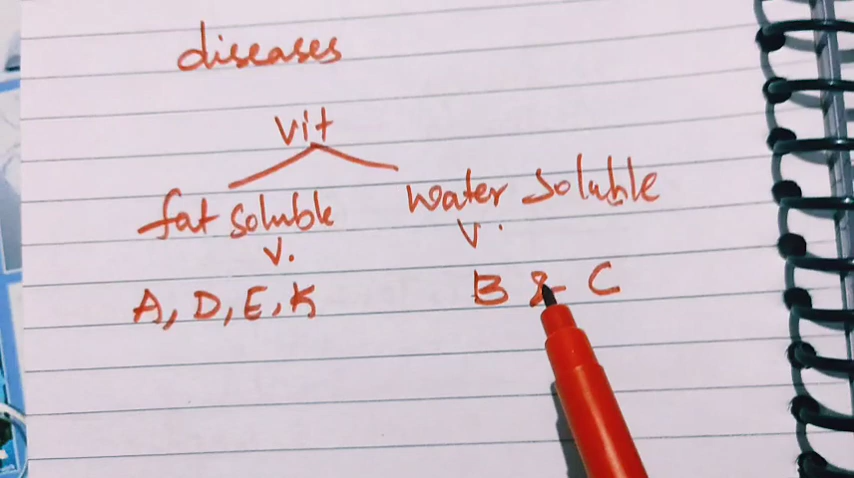 diseases
vit
fat soluble water soluble
v. v.
A, D, E, K B & C